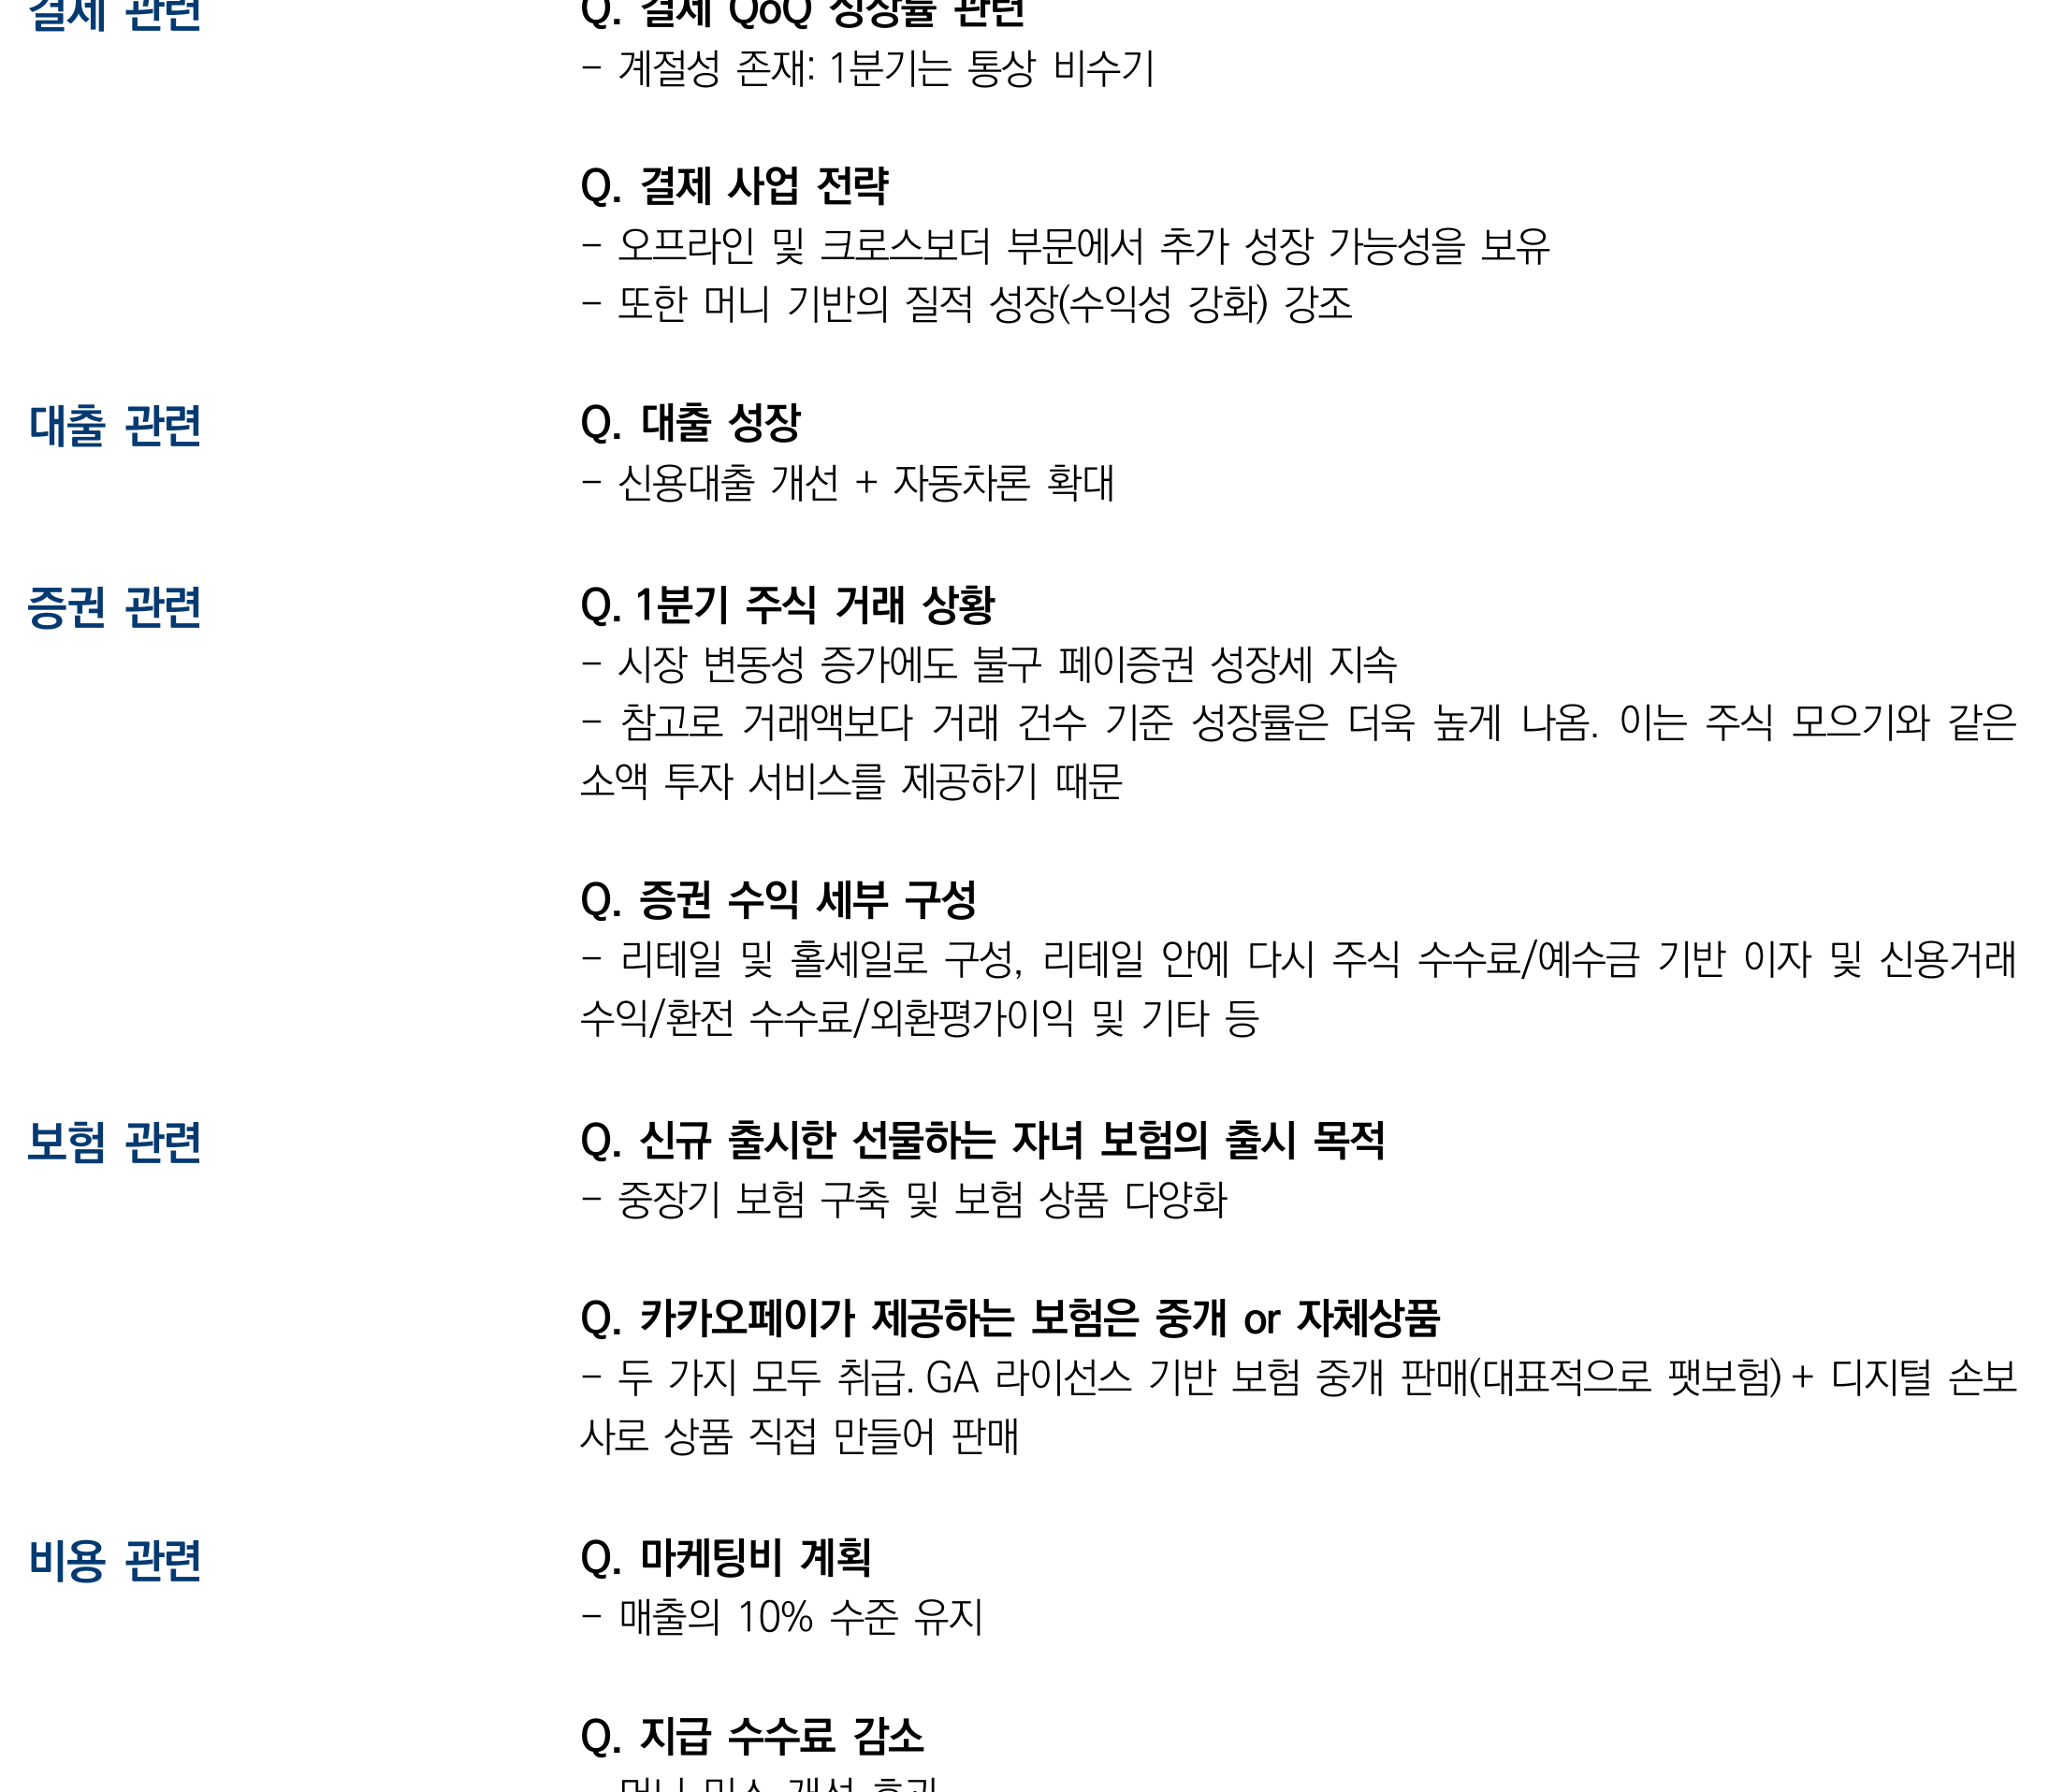 결제 관련
Q. 결제 QoQ 성장률 관련
- 계절성 존재: 1분기는 통상 비수기
Q. 결제 사업 전략
- 오프라인 및 크로스보더 부문에서 추가 성장 가능성을 보유
- 또한 머니 기반의 질적 성장(수익성 강화) 강조
대출 관련
Q. 대출 성장
- 신용대출 개선 + 자동차론 확대
증권 관련
Q. 1분기 주식 거래 상황
- 시장 변동성 증가에도 불구 페이증권 성장세 지속
- 참고로 거래액보다 거래 건수 기준 성장률은 더욱 높게 나옴. 이는 주식 모으기와 같은
소액 투자 서비스를 제공하기 때문
Q. 증권 수익 세부 구성
- 리테일 및 홀세일로 구성, 리테일 안에 다시 주식 수수료/예수금 기반 이자 및 신용거래
수익/환전 수수료/외환평가이익 및 기타 등
보험 관련
Q. 신규 출시한 선물하는 자녀 보험의 출시 목적
- 중장기 보험 구축 및 보험 상품 다양화
Q. 카카오페이가 제공하는 보험은 중개 or 자체상품
- 두 가지 모두 취급. GA 라이선스 기반 보험 중개 판매(대표적으로 팻보험) + 디지털 손보
사로 상품 직접 만들어 판매
비용 관련
Q. 마케팅비 계획
- 매출의 10% 수준 유지
Q. 지급 수수료 감소
- 머니 믹스 개선 효과